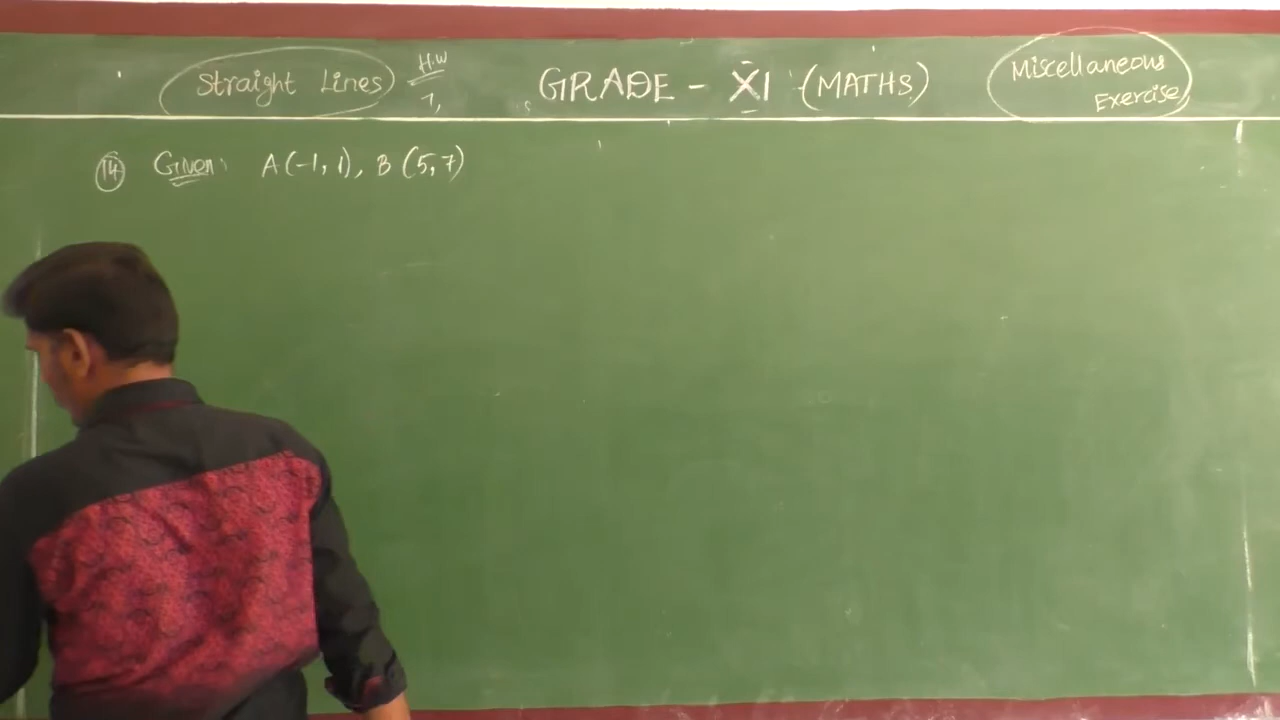 Straight Lines
H.W
7,
GRADE - XI (MATHS)
Miscellaneous
Exercise
14 Given: A(-1, 1), B(5, 7)